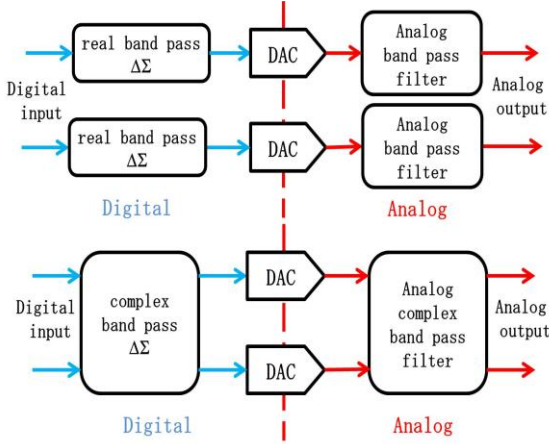 real band pass
ΔΣ
DAC
Analog
band pass
filter
Digital
input
Analog
output
real band pass
ΔΣ
DAC
Analog
band pass
filter
Digital
Analog
Digital
input
complex
band pass
ΔΣ
DAC
DAC
Analog
complex
band pass
filter
Analog
output
Digital
Analog